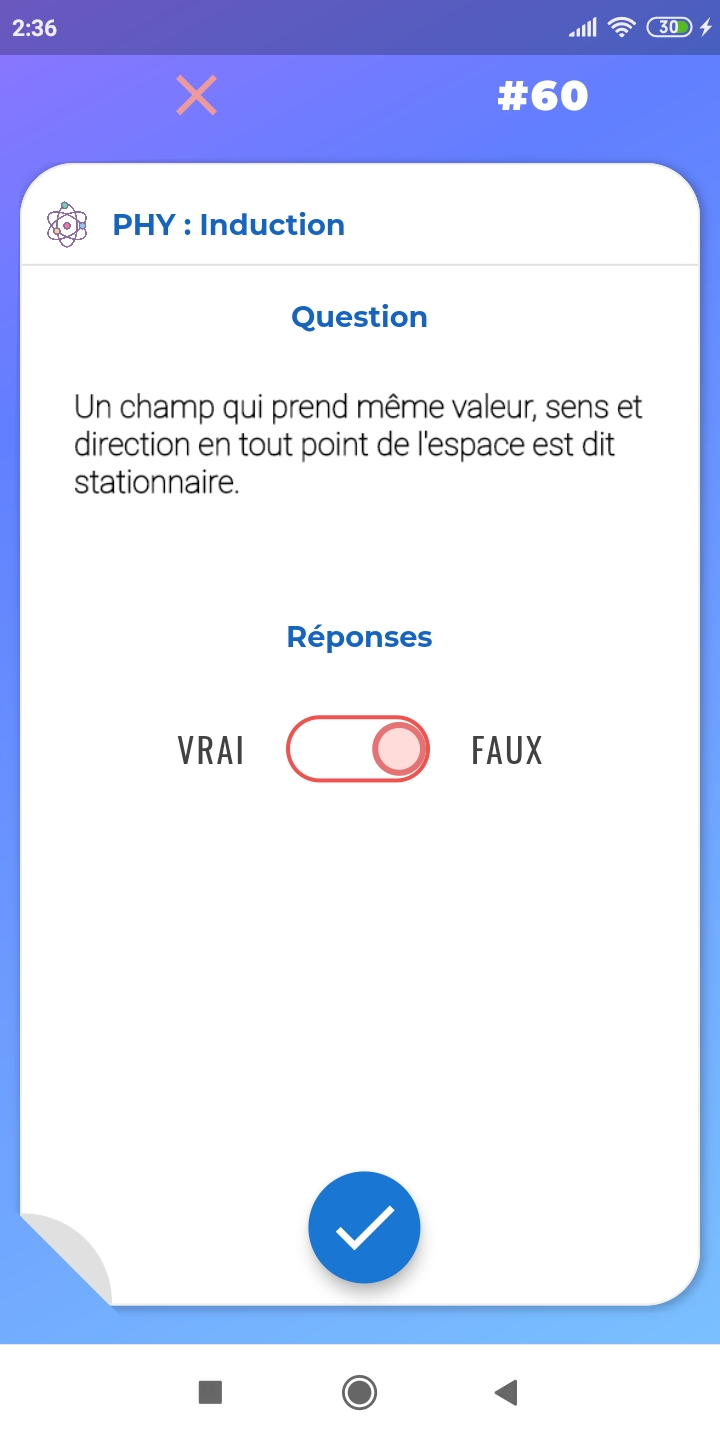 2:36
30
#60
PHY : Induction
Question
Un champ qui prend même valeur, sens et
direction en tout point de l'espace est dit
stationnaire.
Réponses
VRAI FAUX